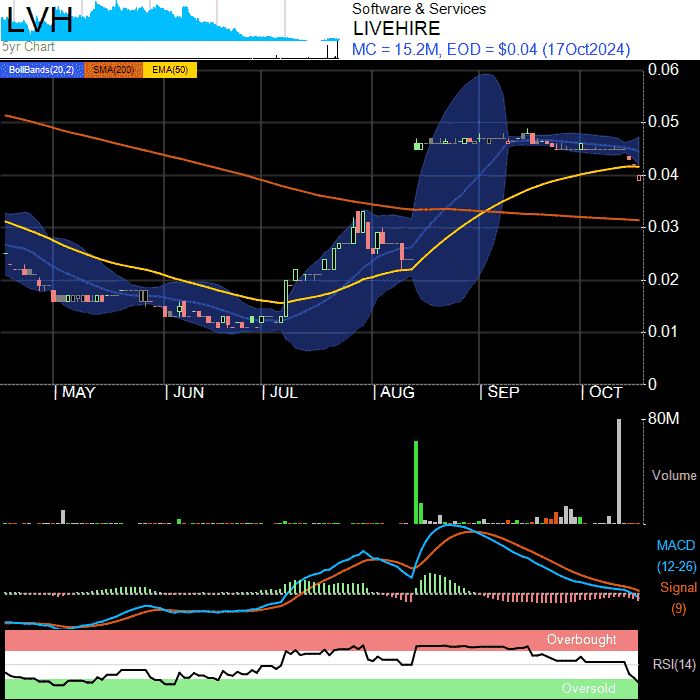 LVH
5yr Chart
Software & Services
LIVEHIRE
MC = 15.2M, EOD = $0.04 (17Oct2024)
BollBands(20,2) SMA(200) EMA(50)
0.06
0.05
0.04
0.03
0.02
0.01
0
MAY JUN JUL AUG SEP OCT
80M
Volume
MACD
(12-26)
Signal
(9)
Overbought
RSI(14)
Oversold